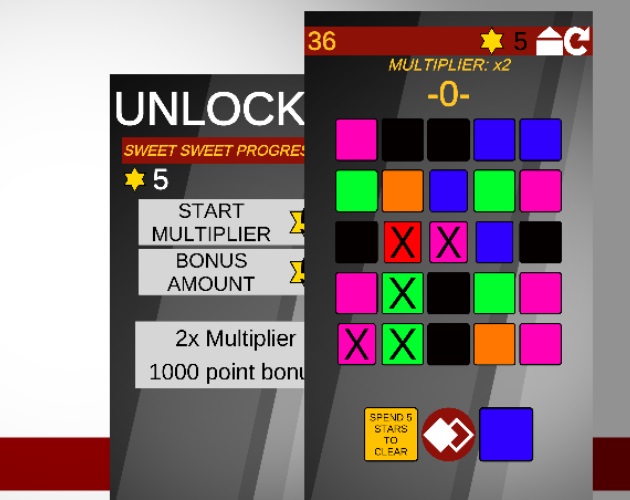 UNLOCK
SWEET SWEET PROGRES
5
START
MULTIPLIER
BONUS
AMOUNT
2x Multiplier
1000 point bonu
36
5
MULTIPLIER: x2
-0-
X X
X
X X
SPEND 5
STARS
TO
CLEAR